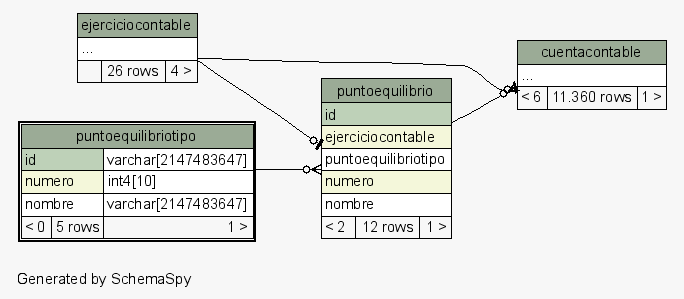 ejerciciocontable
...
26 rows 4 >
cuentacontable
...
< 6 11.360 rows 1 >
puntoequilibrio
id
ejerciciocontable
puntoequilibriotipo
numero
nombre
< 2 12 rows 1 >
puntoequilibriotipo
id varchar[2147483647]
numero int4[10]
nombre varchar[2147483647]
< 0 5 rows 1 >
Generated by SchemaSpy